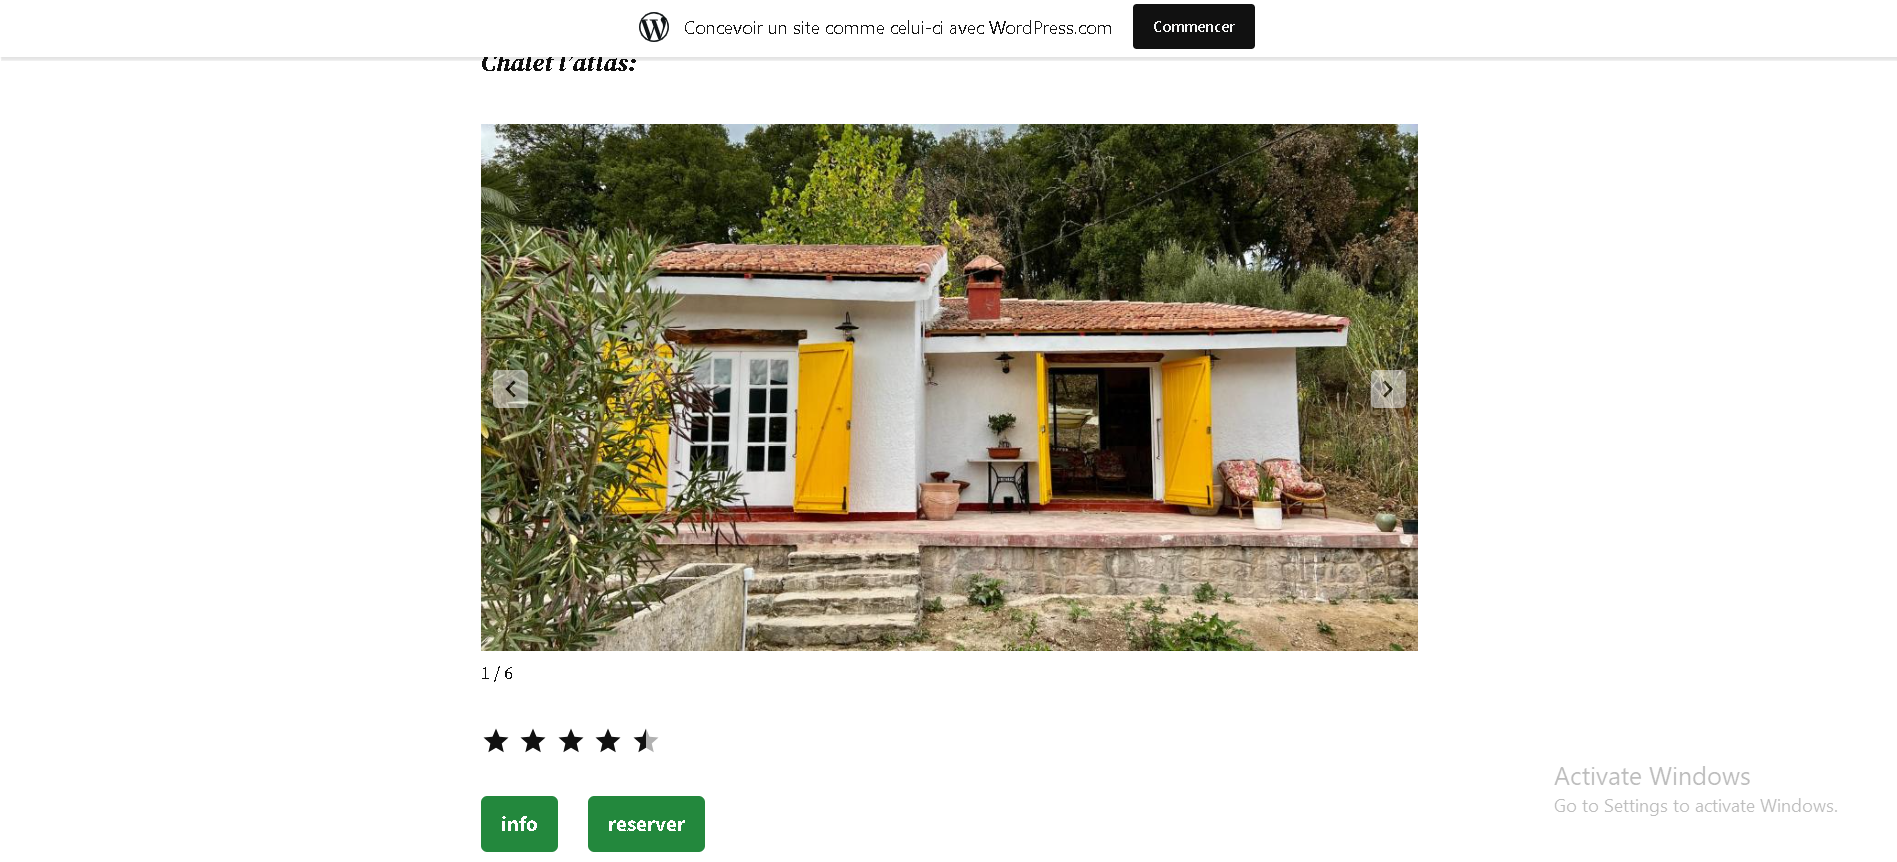 Concevoir un site comme celui-ci avec WordPress.com
Commencer
Chalet l'atlas:
1 / 6
info
reserver
Activate Windows
Go to Settings to activate Windows.